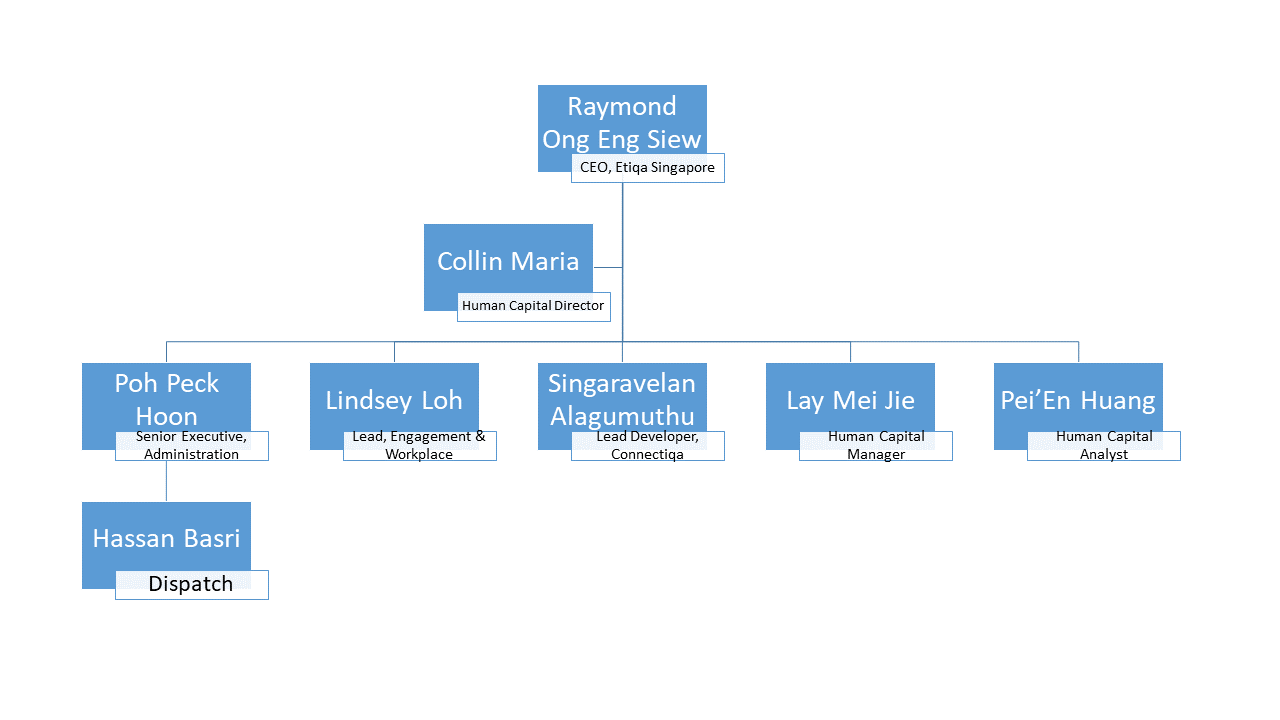 Raymond
Ong Eng Siew
CEO, Etiqa Singapore
Collin Maria
Human Capital Director
Poh Peck
Hoon
Senior Executive,
Administration
Lindsey Loh
Lead, Engagement &
Workplace
Singaravelan
Alagumuthu
Lead Developer,
Connectiqa
Lay Mei Jie
Human Capital
Manager
Pei’En Huang
Human Capital
Analyst
Hassan Basri
Dispatch